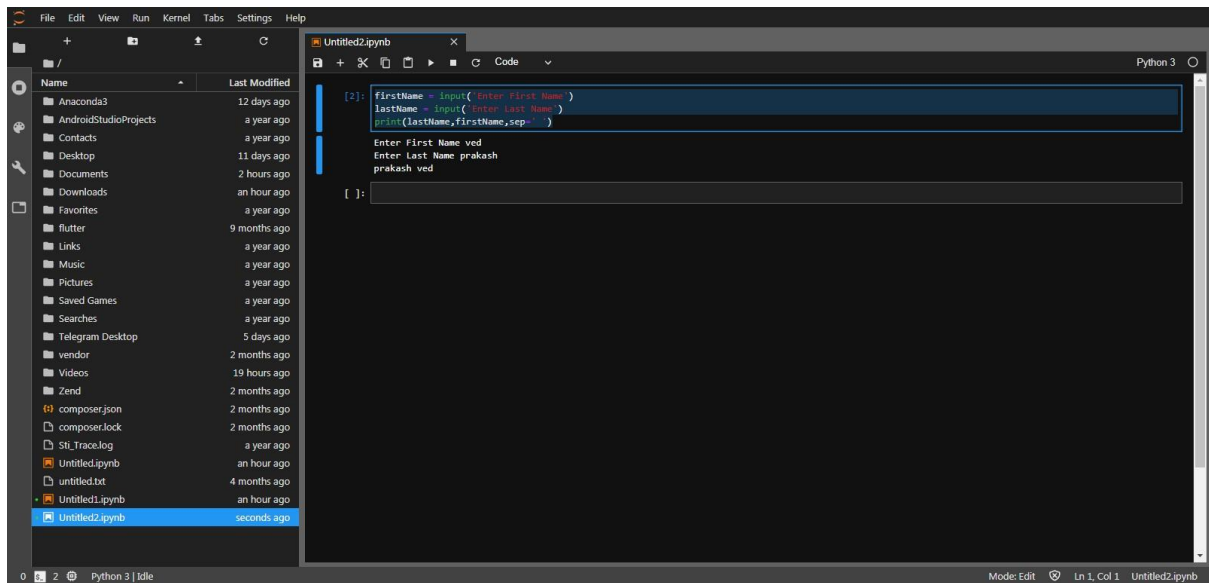 File Edit View Run Kernel Tabs Settings Help
/
Name Last Modified
Anaconda3 12 days ago
AndroidStudioProjects a year ago
Contacts a year ago
Desktop 11 days ago
Documents 2 hours ago
Downloads an hour ago
Favorites a year ago
flutter 9 months ago
Links a year ago
Music a year ago
Pictures a year ago
Saved Games a year ago
Searches a year ago
Telegram Desktop 5 days ago
vendor 2 months ago
Videos 19 hours ago
Zend 2 months ago
composer.json 2 months ago
composer.lock 2 months ago
Sti_Trace.log a year ago
Untitled.ipynb an hour ago
untitled.txt 4 months ago
Untitled1.ipynb an hour ago
Untitled2.ipynb seconds ago
Untitled2.ipynb
Code Python 3
[2]: firstName = input('Enter First Name ')
lastName = input('Enter Last Name ')
print(lastName,firstName,sep=' ')
Enter First Name ved
Enter Last Name prakash
prakash ved
[ ]:
0 $_ 2 Python 3 | Idle Mode: Edit Ln 1, Col 1 Untitled2.ipynb